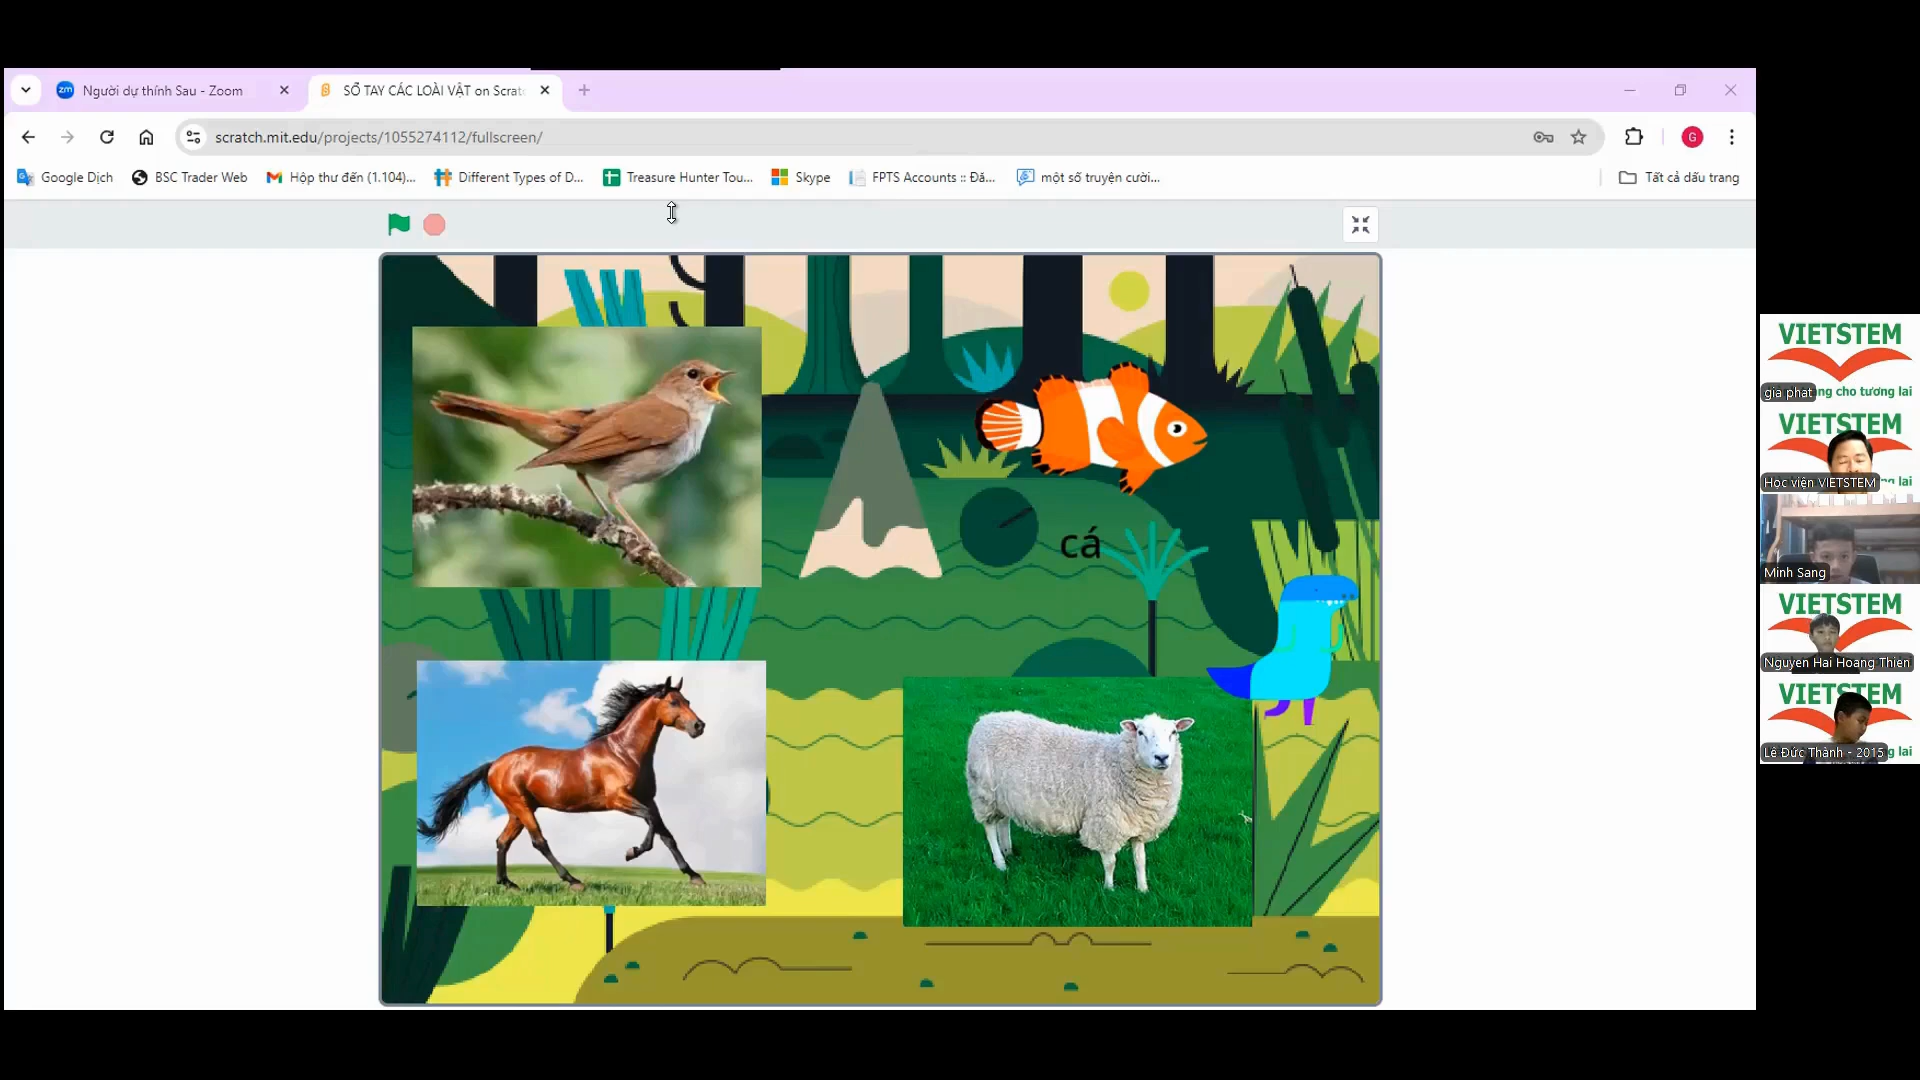 Người dự thính Sau - Zoom
SỔ TAY CÁC LOÀI VẬT on Scrat
scratch.mit.edu/projects/1055274112/fullscreen/
G
Google Dịch
BSC Trader Web
Hộp thư đến (1.104)...
Different Types of D...
Treasure Hunter Tou...
Skype
FPTS Accounts :: Đă...
một số truyện cười...
Tất cả dấu trang
cá
VIETSTEM
gia phat
ng cho tương lai
VIETSTEM
Học viện VIETSTEM
lai
Minh Sang
VIETSTEM
Nguyen Hai Hoang Thien
VIETSTEM
Lê Đức Thành - 2015
g lai